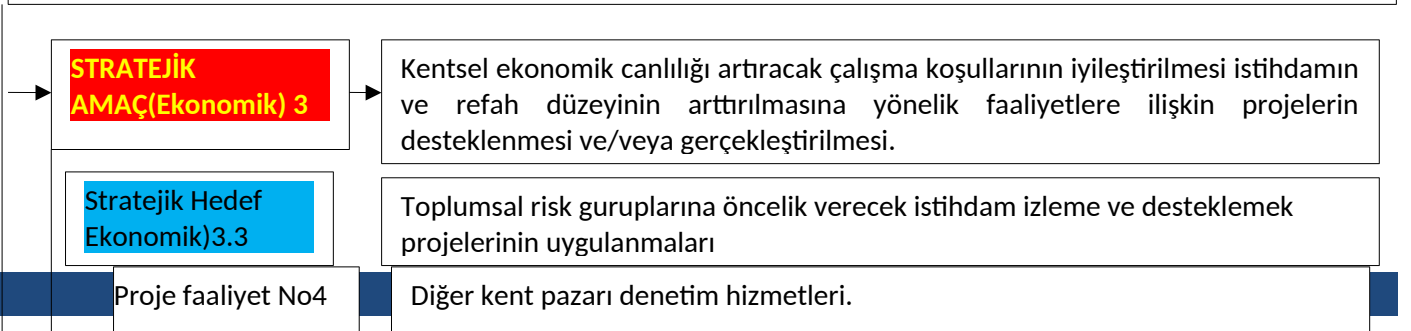 STRATEJİK
AMAÇ(Ekonomik) 3
Kentsel ekonomik canlılığı artıracak çalışma koşullarının iyileştirilmesi istihdamın
ve refah düzeyinin arttırılmasına yönelik faaliyetlere ilişkin projelerin
desteklenmesi ve/veya gerçekleştirilmesi.
Stratejik Hedef
Ekonomik)3.3
Toplumsal risk guruplarına öncelik verecek istihdam izleme ve desteklemek
projelerinin uygulanmaları
Proje faaliyet No4
Diğer kent pazarı denetim hizmetleri.